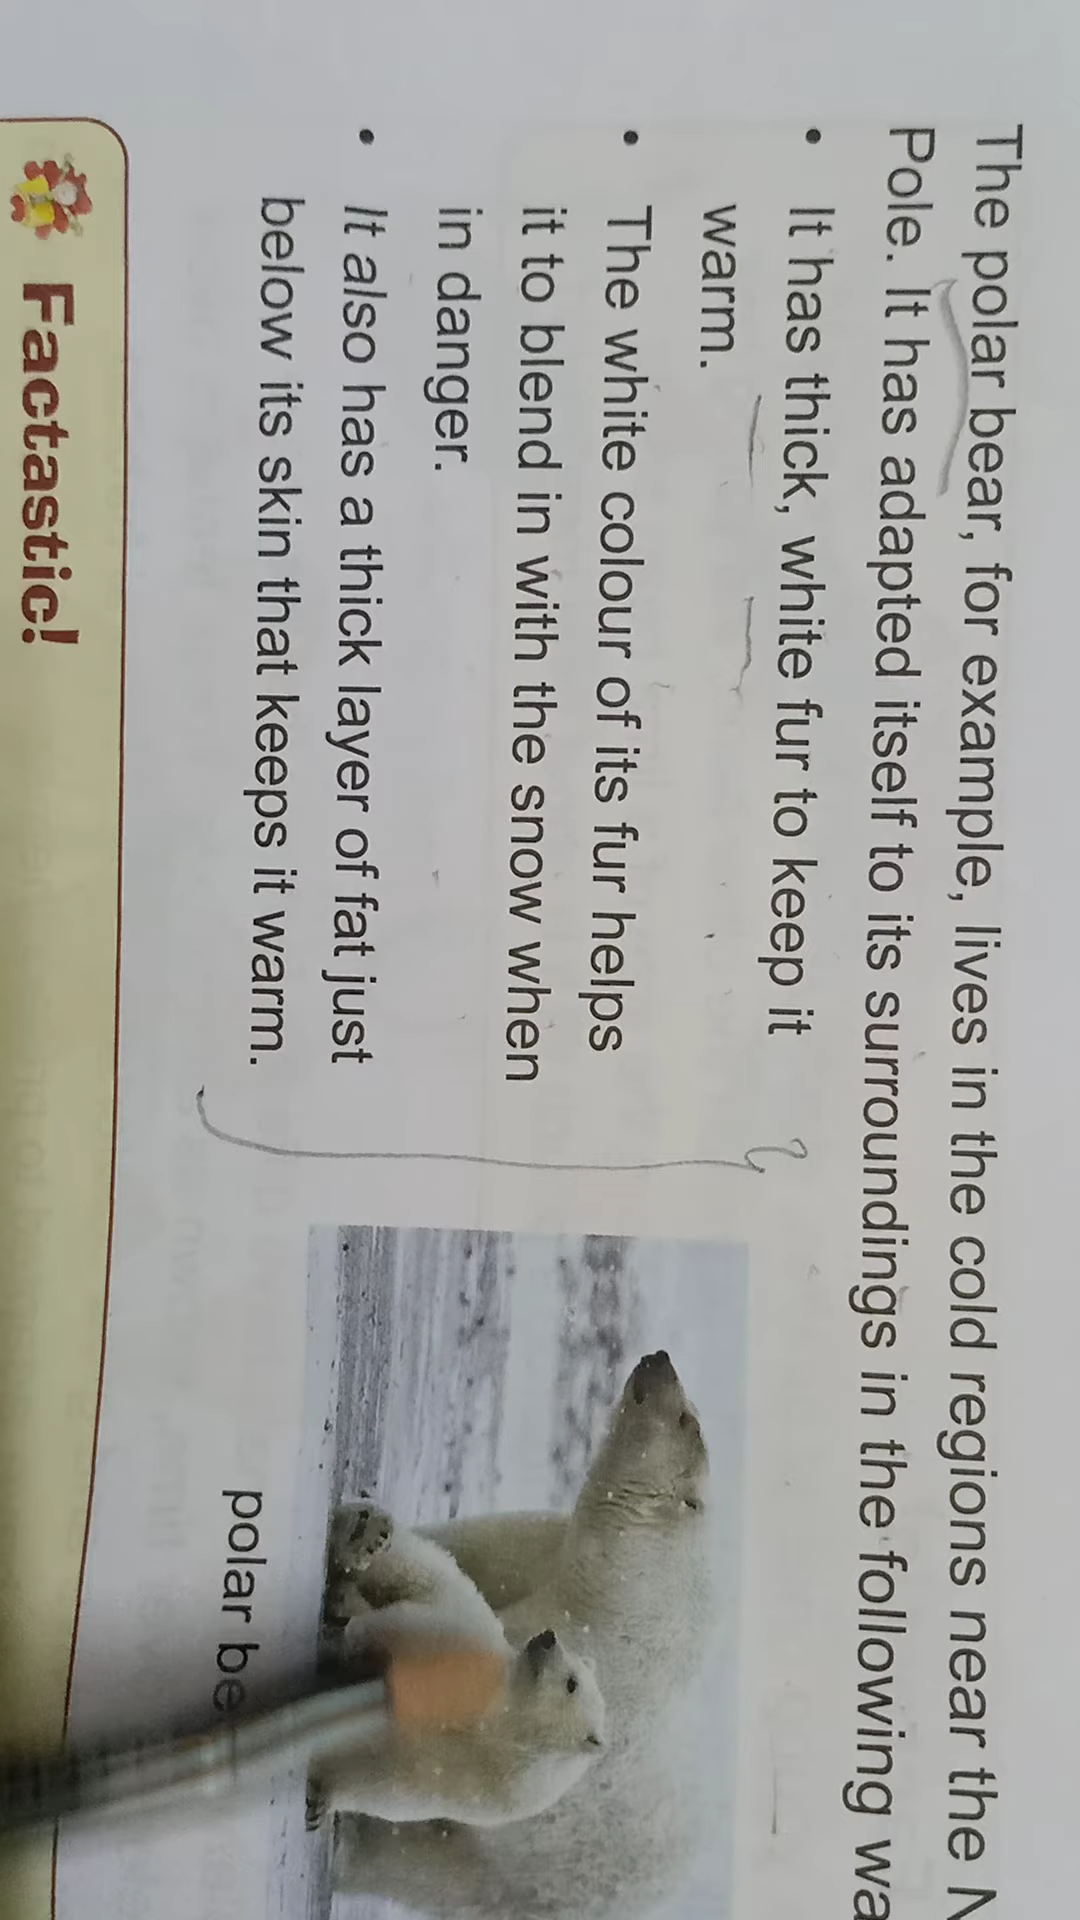 The polar bear, for example, lives in the cold regions near the
Pole. It has adapted itself to its surroundings in the following
• It has thick, white fur to keep it
warm.
• The white colour of its fur helps
it to blend in with the snow when
in danger.
• It also has a thick layer of fat just
below its skin that keeps it warm.
polar
Factastic!